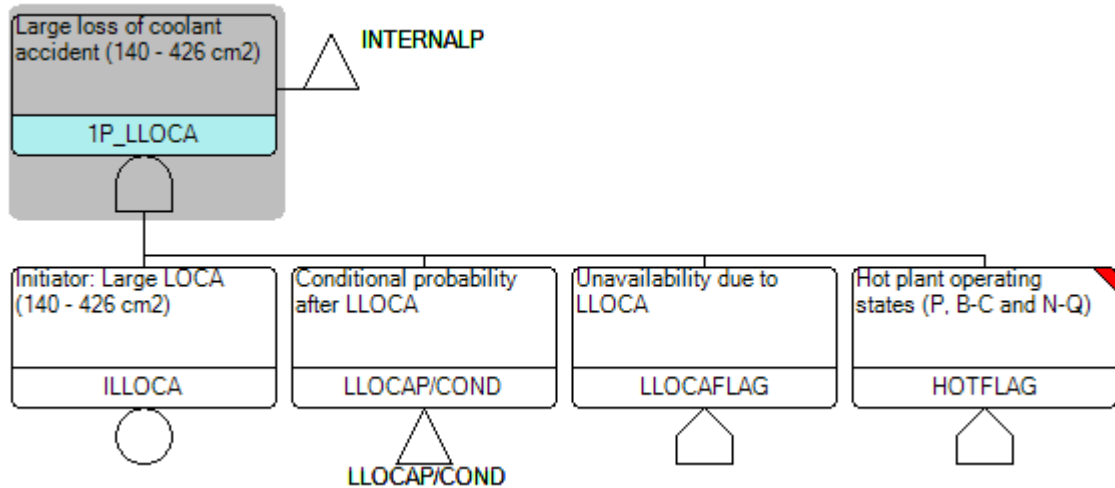 Large loss of coolant
accident (140 - 426 cm2)
INTERNALP
1P_LLOCA
Initiator: Large LOCA
(140 - 426 cm2)
ILLOCA
Conditional probability
after LLOCA
LLOCAP/COND
LLOCAP/COND
Unavailability due to
LLOCA
LLOCAFLAG
Hot plant operating
states (P, B-C and N-Q)
HOTFLAG